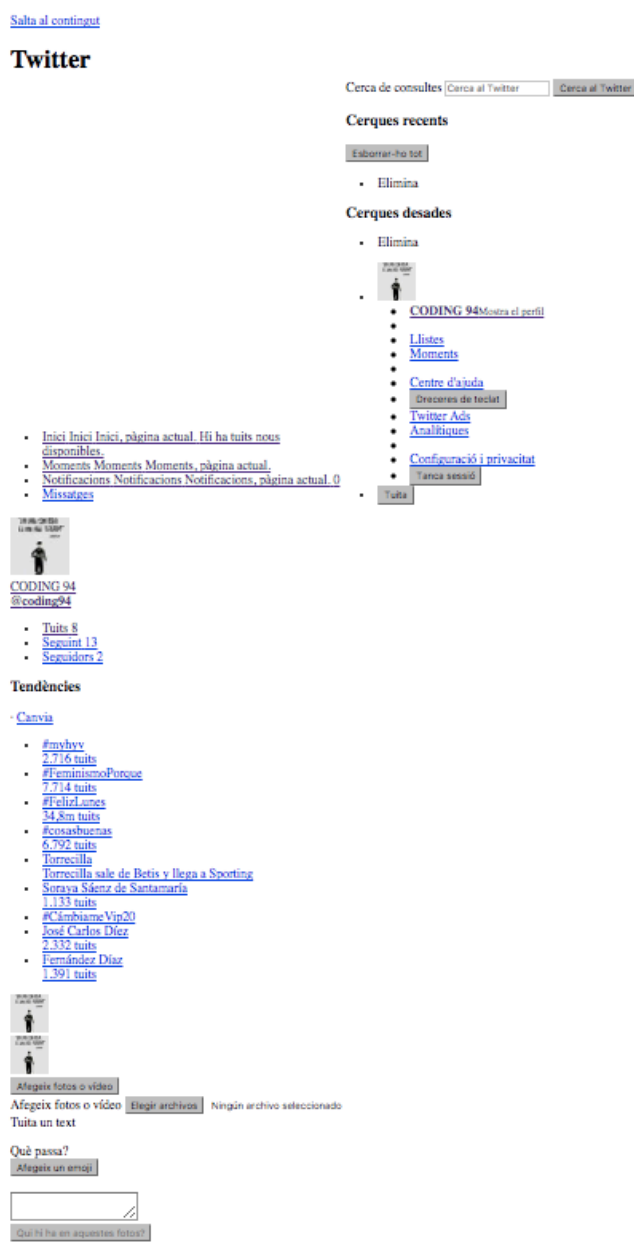 Salta al contingut
Twitter
Cerca de consultes Cerca al Twitter Cerca al Twitter
Cerques recents
Esborrar-ho tot
Elimina
Cerques desades
Elimina
CODING 94Mostra el perfil
Llistes
Moments
Centre d'ajuda
Dreceres de teclat
Twitter Ads
Analítiques
Configuració i privacitat
Tanca sessió
Tuita
Inici Inici Inici, pàgina actual. Hi ha tuits nous
disponibles.
Moments Moments Moments, pàgina actual.
Notificacions Notificacions Notificacions, pàgina actual. 0
Missatges
CODING 94
@coding94
Tuits 8
Seguint 13
Seguidors 2
Tendències
· Canvia
#myhyv
2.716 tuits
#FeminismoPorque
7.714 tuits
#FelizLunes
34,8m tuits
#cosasbuenas
6.792 tuits
Torrecilla
Torrecilla sale de Betis y llega a Sporting
Soraya Sáenz de Santamaría
1.133 tuits
#CámbiameVip20
José Carlos Díez
2.332 tuits
Fernández Díaz
1.391 tuits
Afegeix fotos o vídeo
Afegeix fotos o vídeo Elegir archivos Ningún archivo seleccionado
Tuita un text
Què passa?
Afegeix un emoji
Qui hi ha en aquestes fotos?